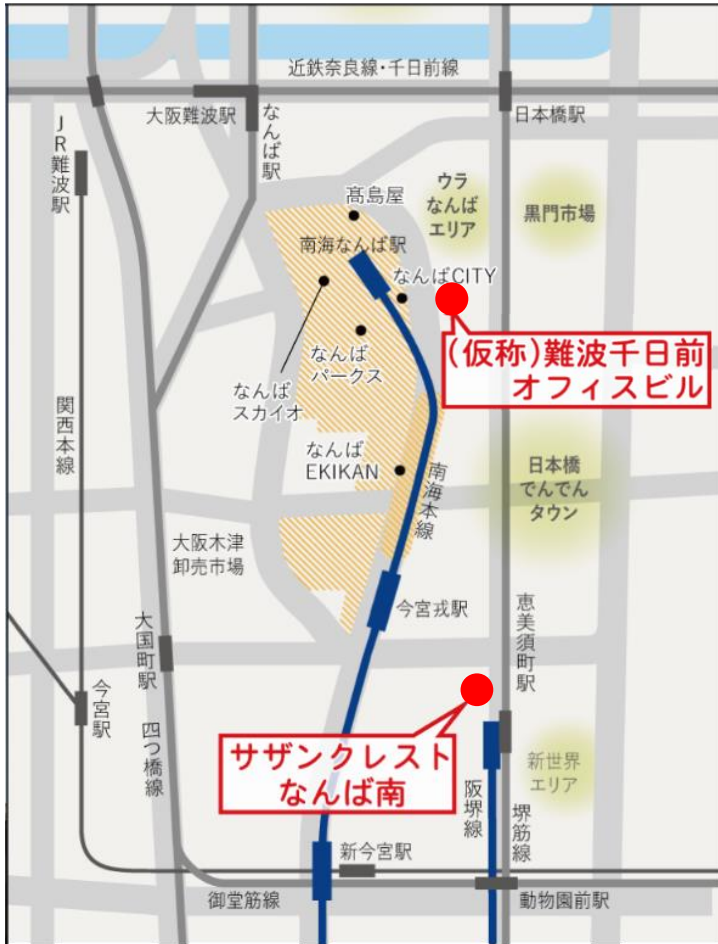 近鉄奈良線・千日前線
大阪難波駅
なんば駅
日本橋駅
JR難波駅
髙島屋
ウラ
なんば
エリア
黒門市場
南海なんば駅
なんばCITY
(仮称)難波千日前
オフィスビル
なんば
パークス
なんば
スカイオ
関西本線
なんば
EKIKAN
南海本線
日本橋
でんでん
タウン
大阪木津
卸売市場
今宮戎駅
恵美須町駅
大国町駅
今宮駅
四つ橋線
サザンクレスト
なんば南
阪堺線
堺筋線
新世界
エリア
新今宮駅
御堂筋線
動物園前駅